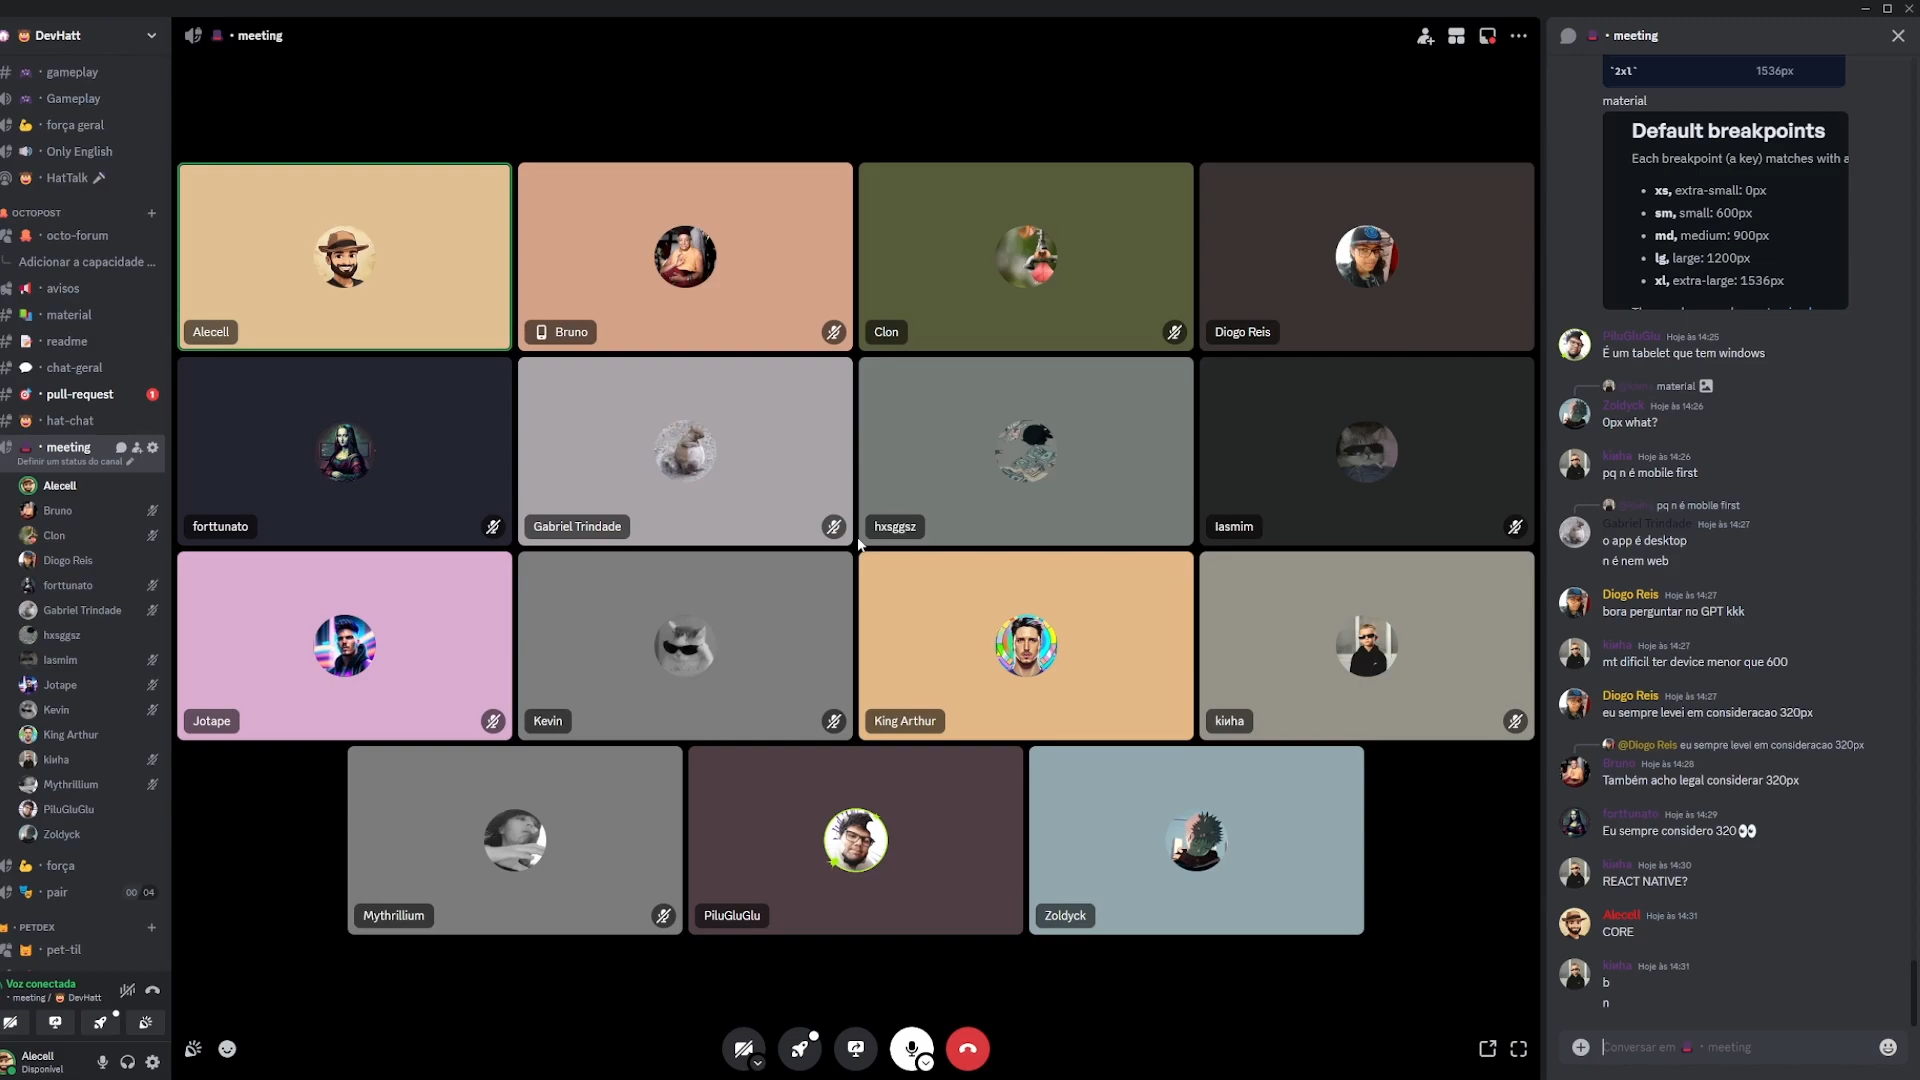 DevHatt
gameplay
Gameplay
força geral
Only English
HatTalk
OCTOPOST
octo-forum
Adicionar a capacidade ...
avisos
material
readme
chat-geral
pull-request 1
hat-chat
meeting
Definir um status do canal
Alecell
Bruno
Clon
Diogo Reis
forttunato
Gabriel Trindade
hxsggsz
Iasmim
Jotape
Kevin
King Arthur
kiwha
Mythrillium
PiluGluGlu
Zoldyck
força
pair 00 04
PETDEX
pet-til
Voz conectada
meeting / DevHatt
Alecell
Disponível
meeting
Alecell
Bruno
Clon
Diogo Reis
forttunato
Gabriel Trindade
hxsggsz
Iasmim
Jotape
Kevin
King Arthur
kiwha
Mythrillium
PiluGluGlu
Zoldyck
meeting
`2xl` 1536px
material
Default breakpoints
Each breakpoint (a key) matches with a
xs, extra-small: 0px
sm, small: 600px
md, medium: 900px
lg, large: 1200px
xl, extra-large: 1536px
PiluGluGlu Hoje às 14:25
É um tabelet que tem windows
material
Zoldyck Hoje às 14:26
0px what?
kiwha Hoje às 14:26
pq n é mobile first
pq n é mobile first
Gabriel Trindade Hoje às 14:27
o app é desktop
n é nem web
Diogo Reis Hoje às 14:27
bora perguntar no GPT kkk
kiwha Hoje às 14:27
mt dificil ter device menor que 600
Diogo Reis Hoje às 14:27
eu sempre levei em consideracao 320px
@Diogo Reis eu sempre levei em consideracao 320px
Bruno Hoje às 14:28
Também acho legal considerar 320px
forttunato Hoje às 14:29
Eu sempre considero 320👀
kiwha Hoje às 14:30
REACT NATIVE?
Alecell Hoje às 14:31
CORE
kiwha Hoje às 14:31
b
n
Conversar em meeting